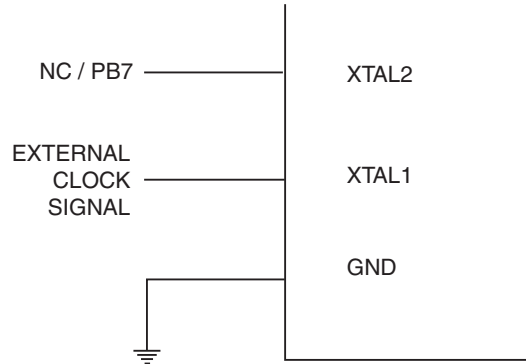 NC / PB7
XTAL2
EXTERNAL
CLOCK
SIGNAL
XTAL1
GND